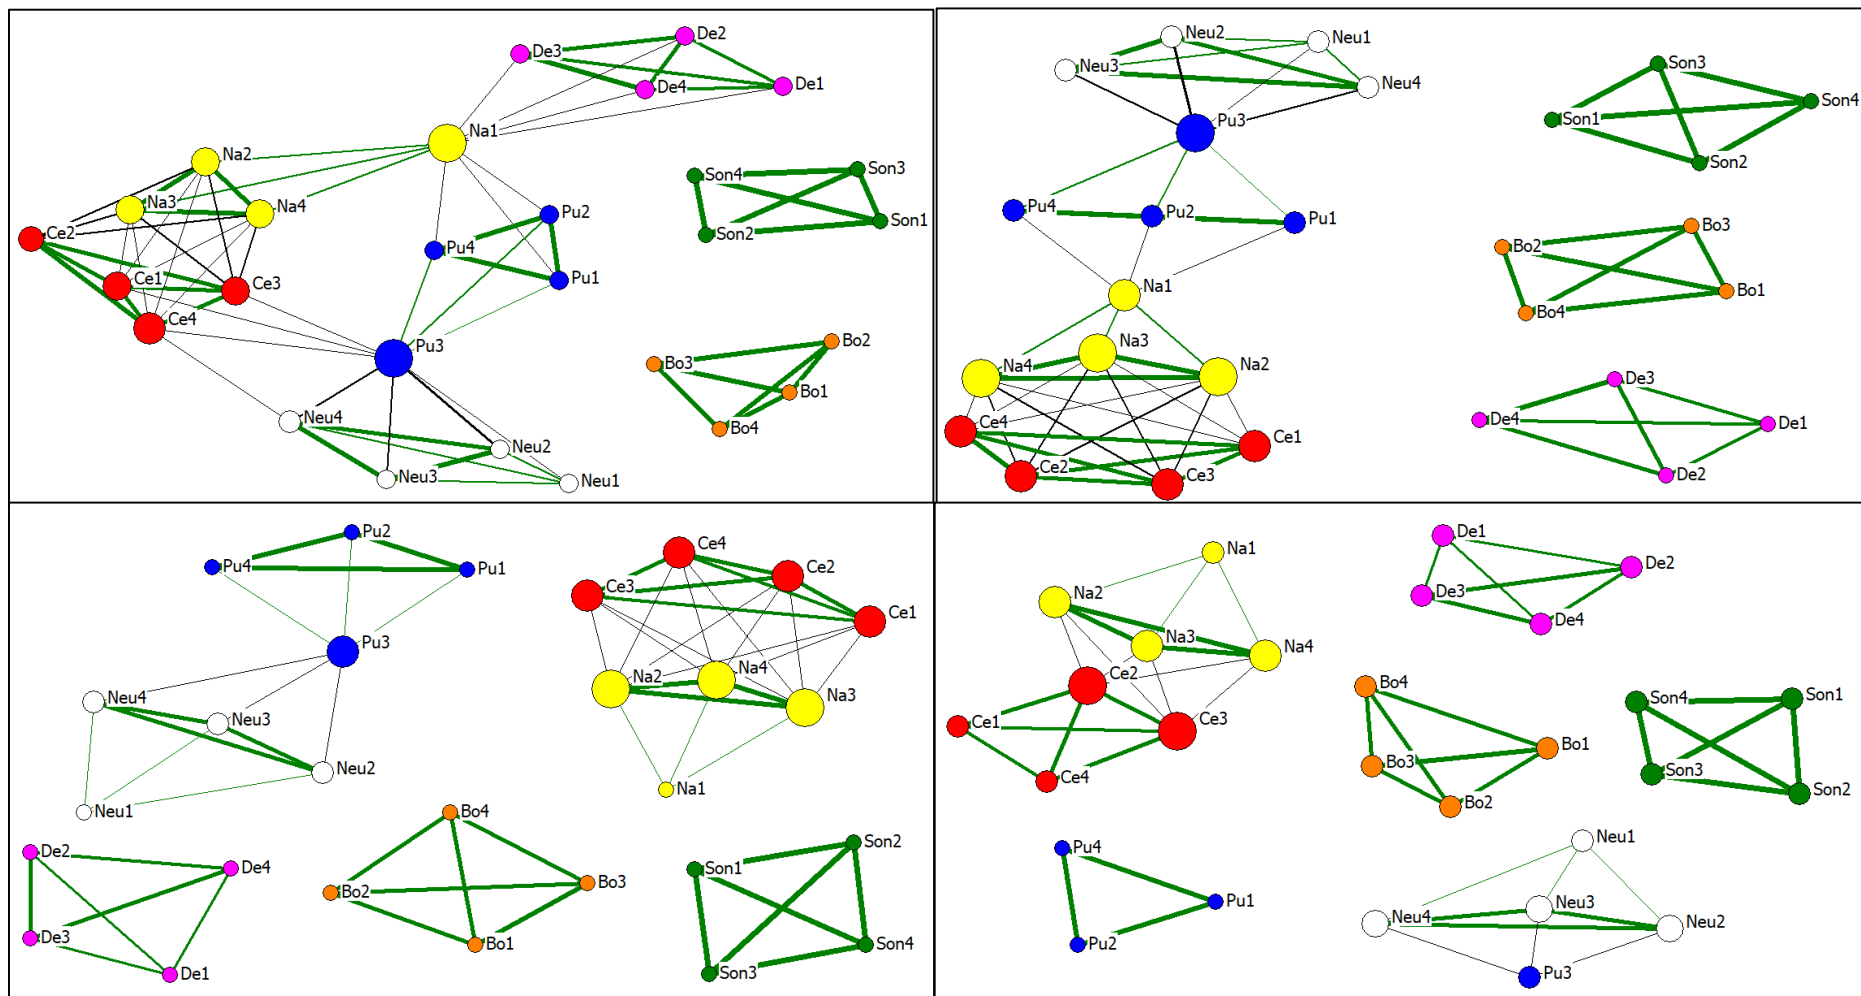 De2
De3
De4
De1
Na1
Na2
Na3
Na4
Ce2
Ce1
Ce3
Ce4
Son3
Son4
Son1
Son2
Pu2
Pu4
Pu1
Pu3
Bo2
Bo3
Bo1
Bo4
Neu4
Neu2
Neu3
Neu1
Neu2
Neu1
Neu3
Neu4
Pu3
Son3
Son4
Son1
Son2
Pu4
Pu2
Pu1
Bo3
Bo2
Bo1
Bo4
Na1
Na3
Na4
Na2
Ce4
Ce1
Ce2
Ce3
De3
De4
De1
De2
Pu2
Pu4
Pu1
Pu3
Ce4
Ce2
Ce3
Ce1
Na4
Na2
Na3
Na1
Neu4
Neu3
Neu2
Neu1
De2
De4
De3
De1
Bo4
Bo2
Bo3
Bo1
Son2
Son1
Son4
Son3
Na1
Na2
Na3
Na4
Ce2
Ce1
Ce3
Ce4
De1
De2
De3
De4
Bo4
Bo1
Bo3
Bo2
Son4
Son1
Son3
Son2
Pu4
Pu1
Pu2
Neu1
Neu3
Neu4
Neu2
Pu3